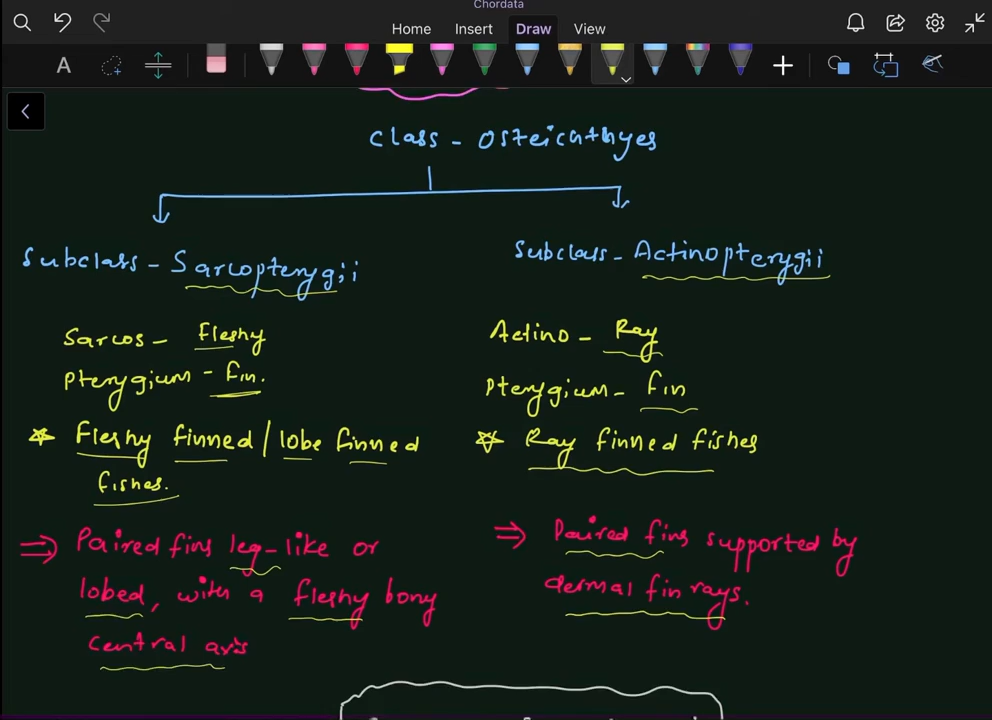 Chordata
Home Insert Draw View
A
Class - Osteicathyes
Subclass - Sarcopterygii
Subclass - Actinopterygii
Sarcos - Fleshy
Pterygium - fin.
Actino - Ray
Pterygium - fin
Fleshy finned / lobe finned
fishes.
Ray finned fishes
⇒ Paired fins leg-like or
lobed, with a fleshy bony
central axis
⇒ Paired fins supported by
dermal fin rays.